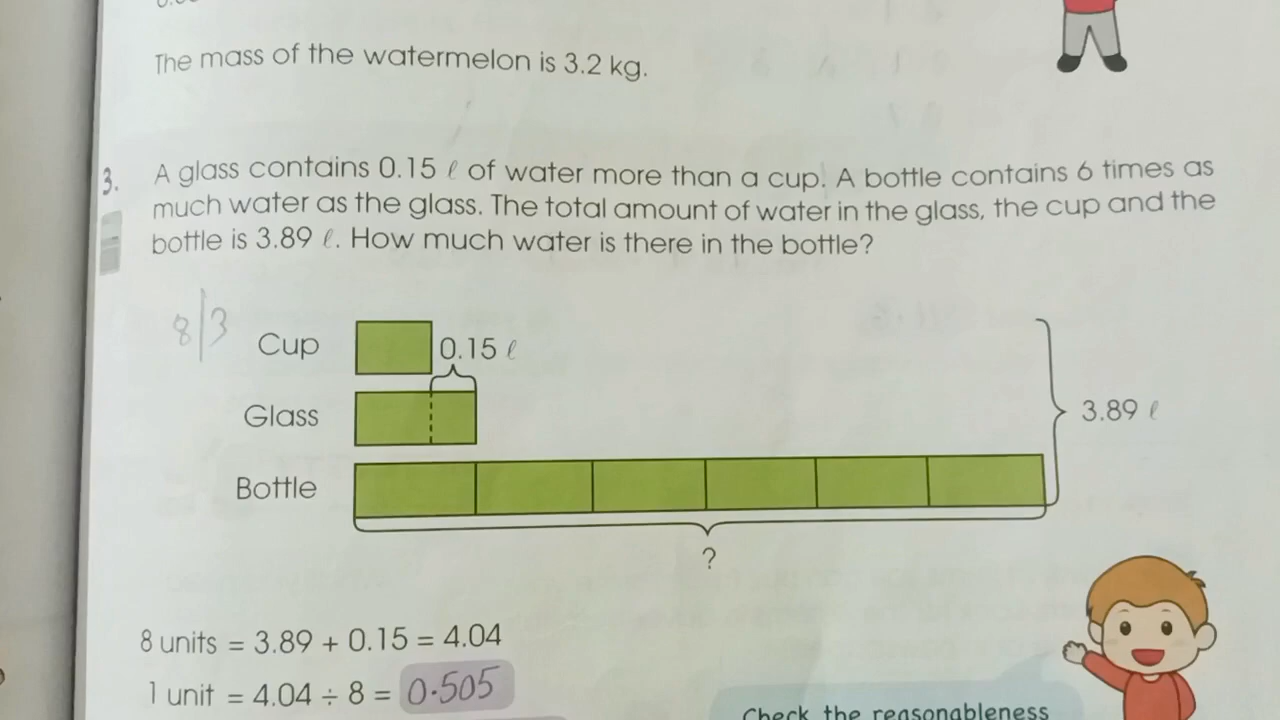 The mass of the watermelon is 3.2 kg.
3. A glass contains 0.15 ℓ of water more than a cup. A bottle contains 6 times as
much water as the glass. The total amount of water in the glass, the cup and the
bottle is 3.89 ℓ. How much water is there in the bottle?
8|3
Cup 0.15 ℓ
Glass 3.89 ℓ
Bottle
?
8 units = 3.89 + 0.15 = 4.04
1 unit = 4.04 ÷ 8 = 0.505
Check the reasonableness